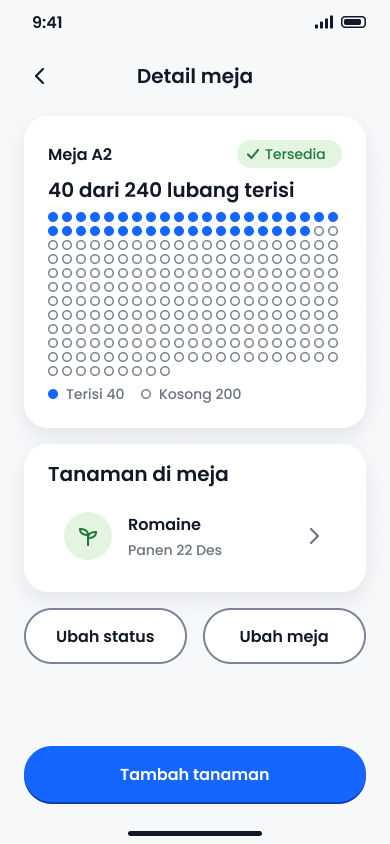 9:41
Detail meja
Meja A2
Tersedia
40 dari 240 lubang terisi
Terisi 40
Kosong 200
Tanaman di meja
Romaine
Panen 22 Des
Ubah status
Ubah meja
Tambah tanaman